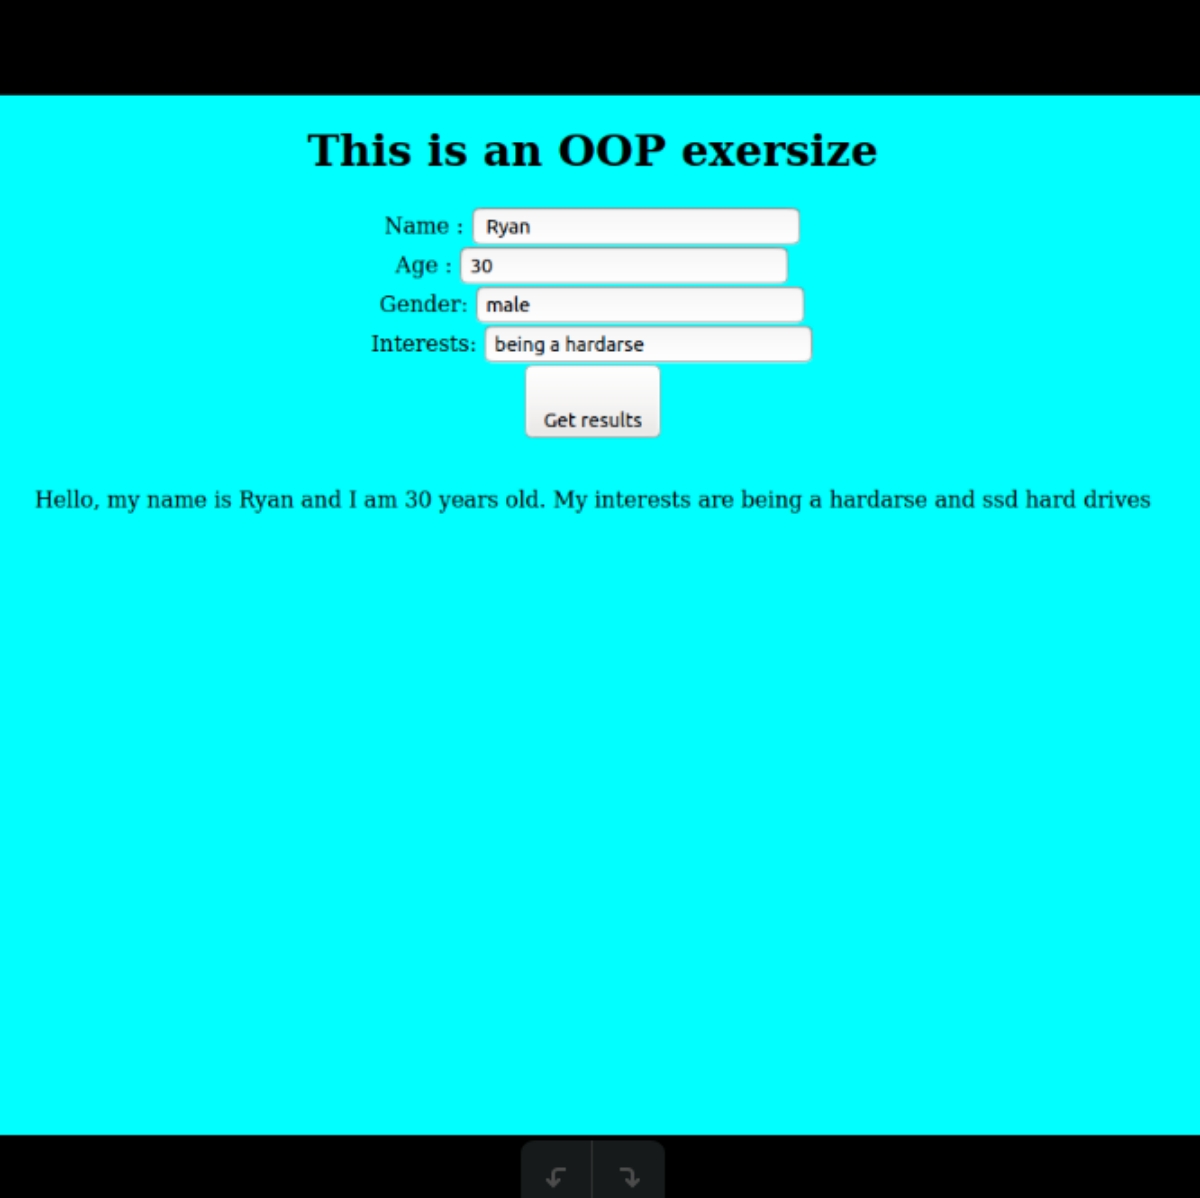 This is an OOP exersize
Name : Ryan
Age : 30
Gender: male
Interests: being a hardarse
Get results
Hello, my name is Ryan and I am 30 years old. My interests are being a hardarse and ssd hard drives